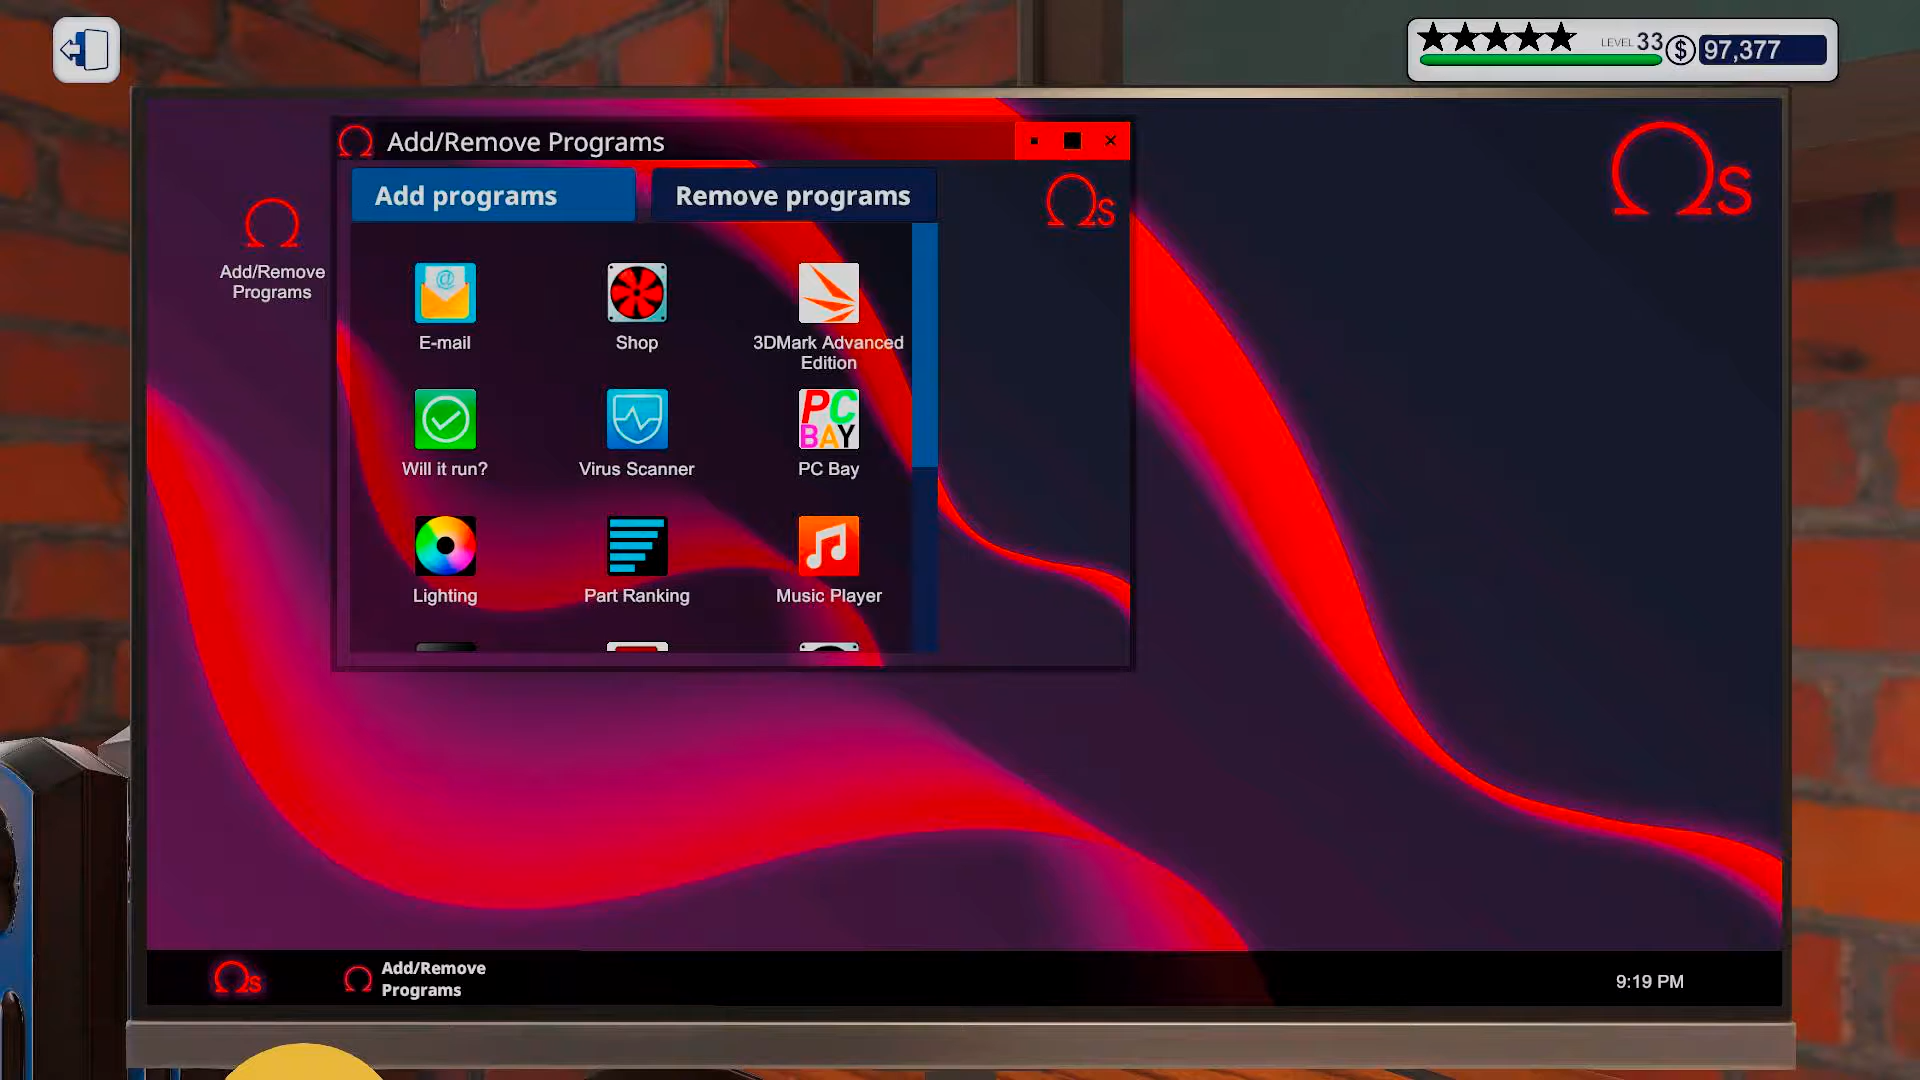 LEVEL 33
$ 97,377
Add/Remove Programs
Add programs
Remove programs
Ωs
Ωs
Add/Remove
Programs
@
E-mail
Shop
3DMark Advanced
Edition
PC
BAY
Will it run?
Virus Scanner
PC Bay
Lighting
Part Ranking
Music Player
Ωs
Add/Remove
Programs
9:19 PM